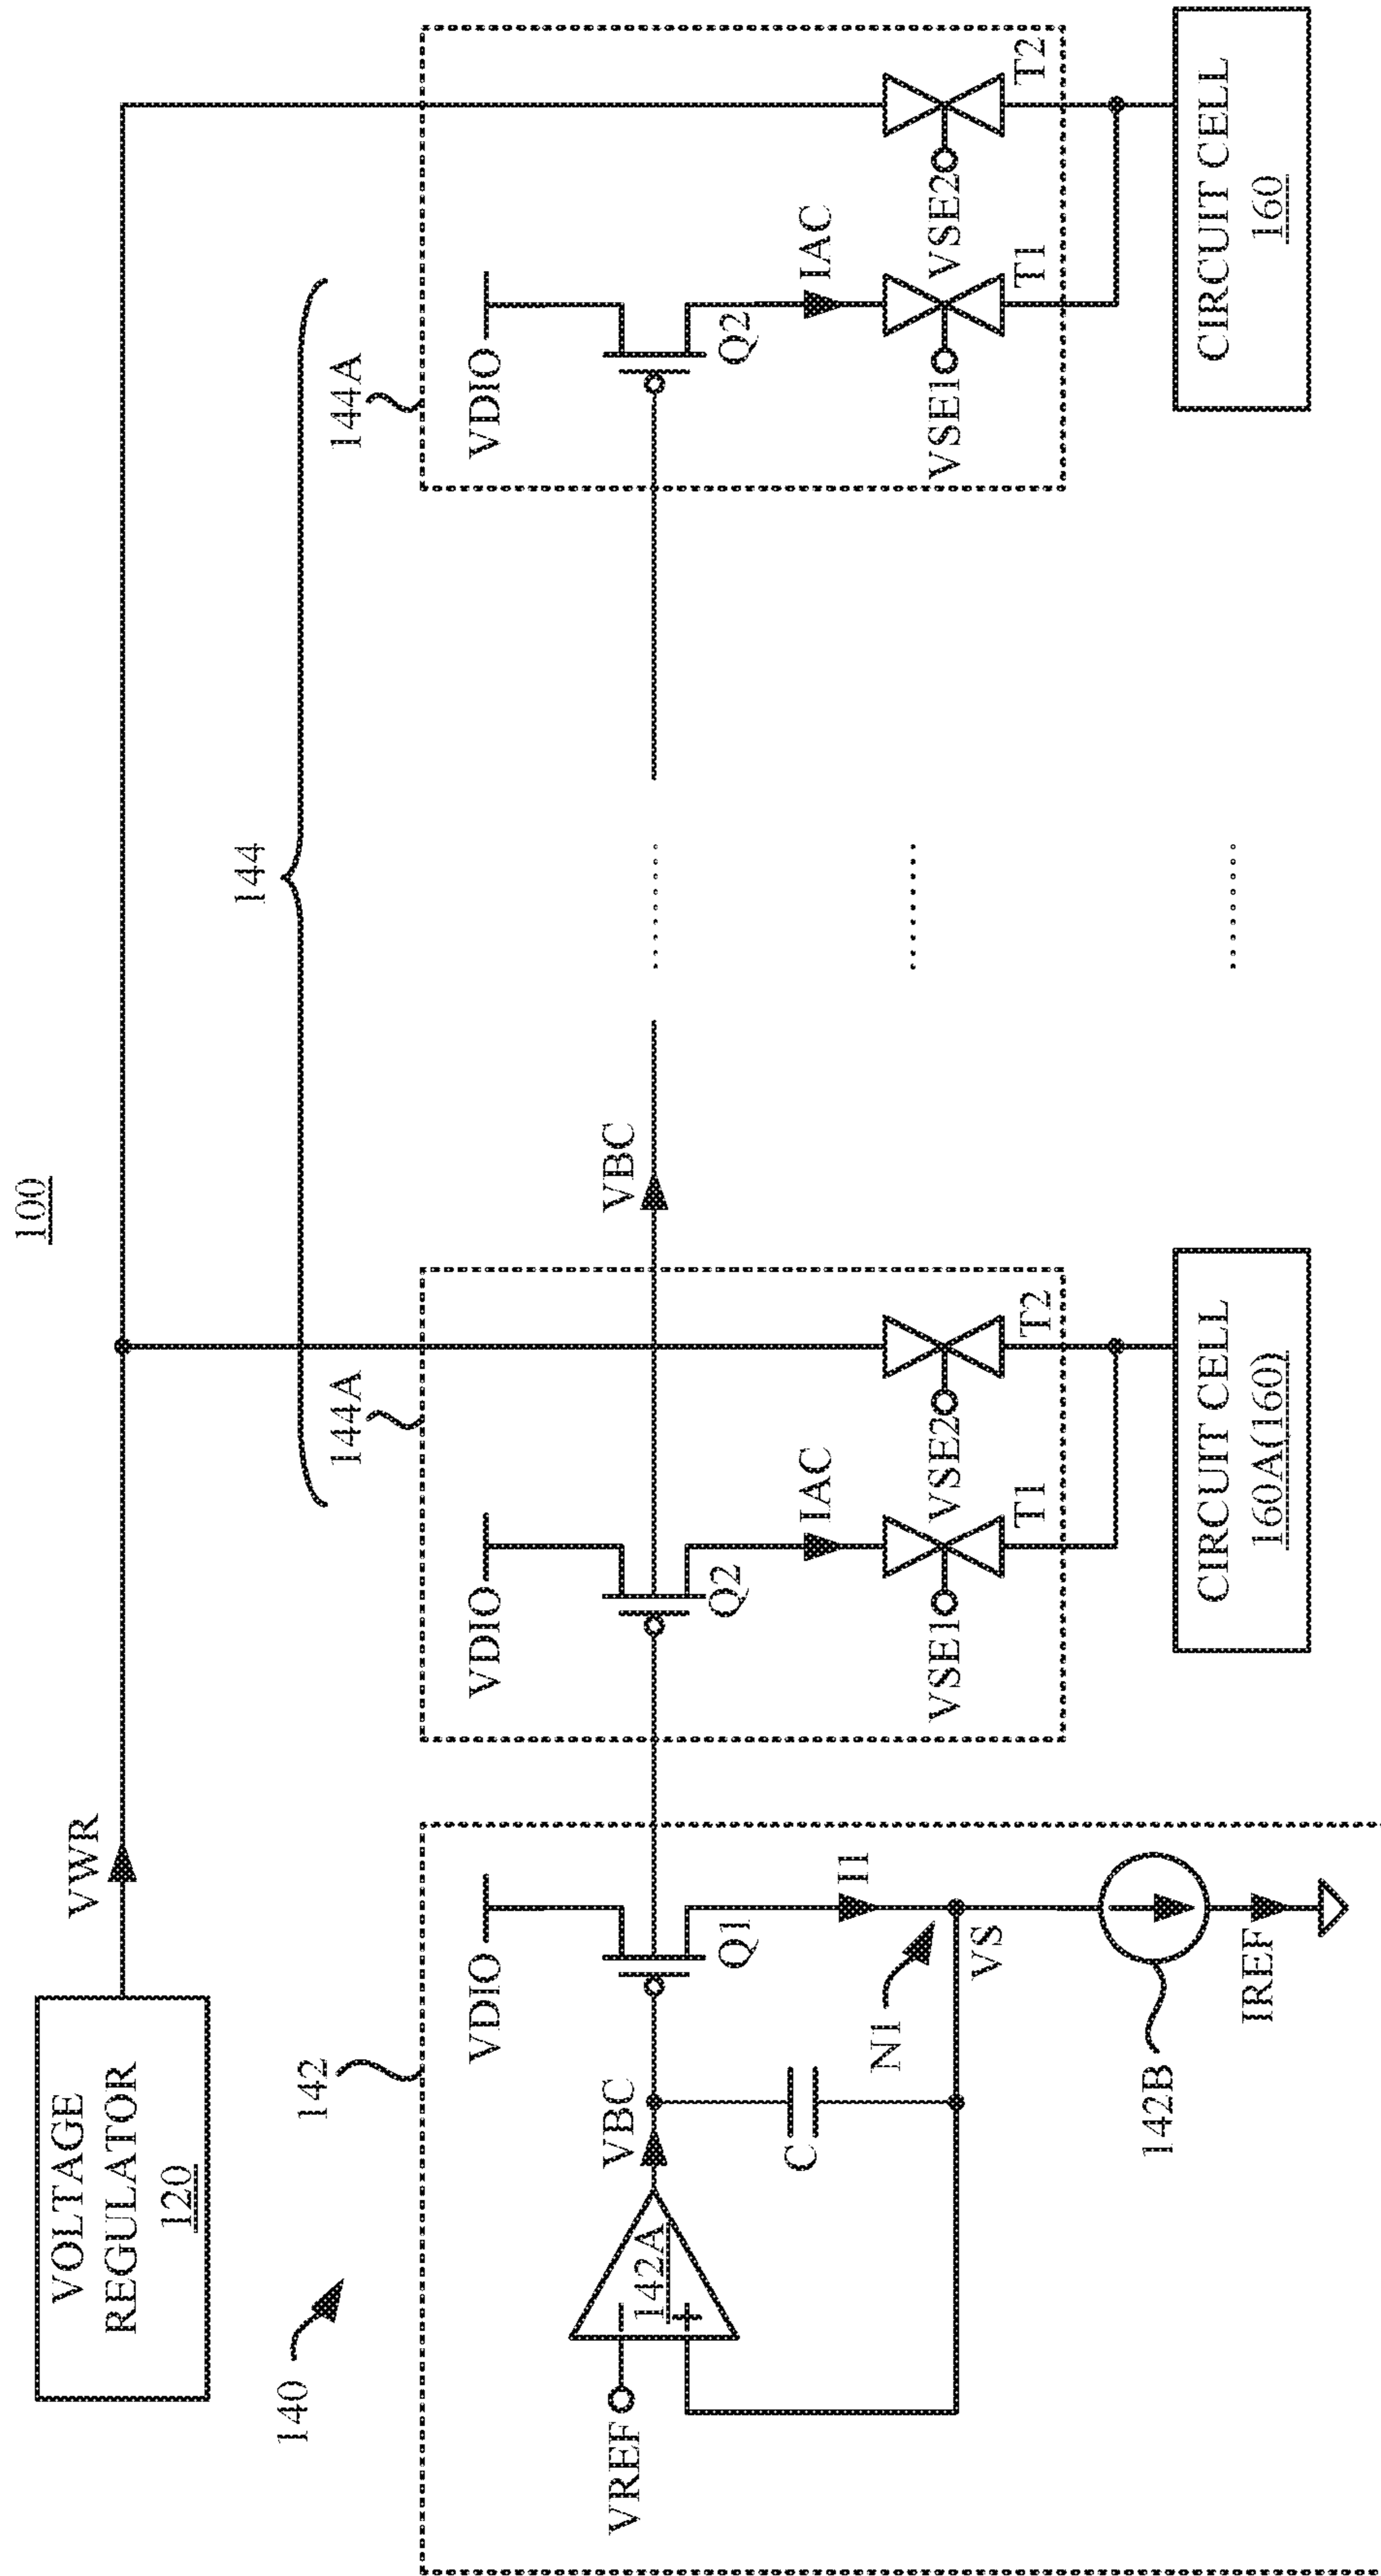 100
VOLTAGE
REGULATOR
120
VWR
140
144
142
144A
144A
VDIO
VDIO
VDIO
VREF
142A
VBC
Q1
Q2
VBC
Q2
C
I1
IAC
IAC
N1
VS
VSE1
VSE2
VSE1
VSE2
T1
T2
T1
T2
142B
IREF
CIRCUIT CELL
160A(160)
CIRCUIT CELL
160